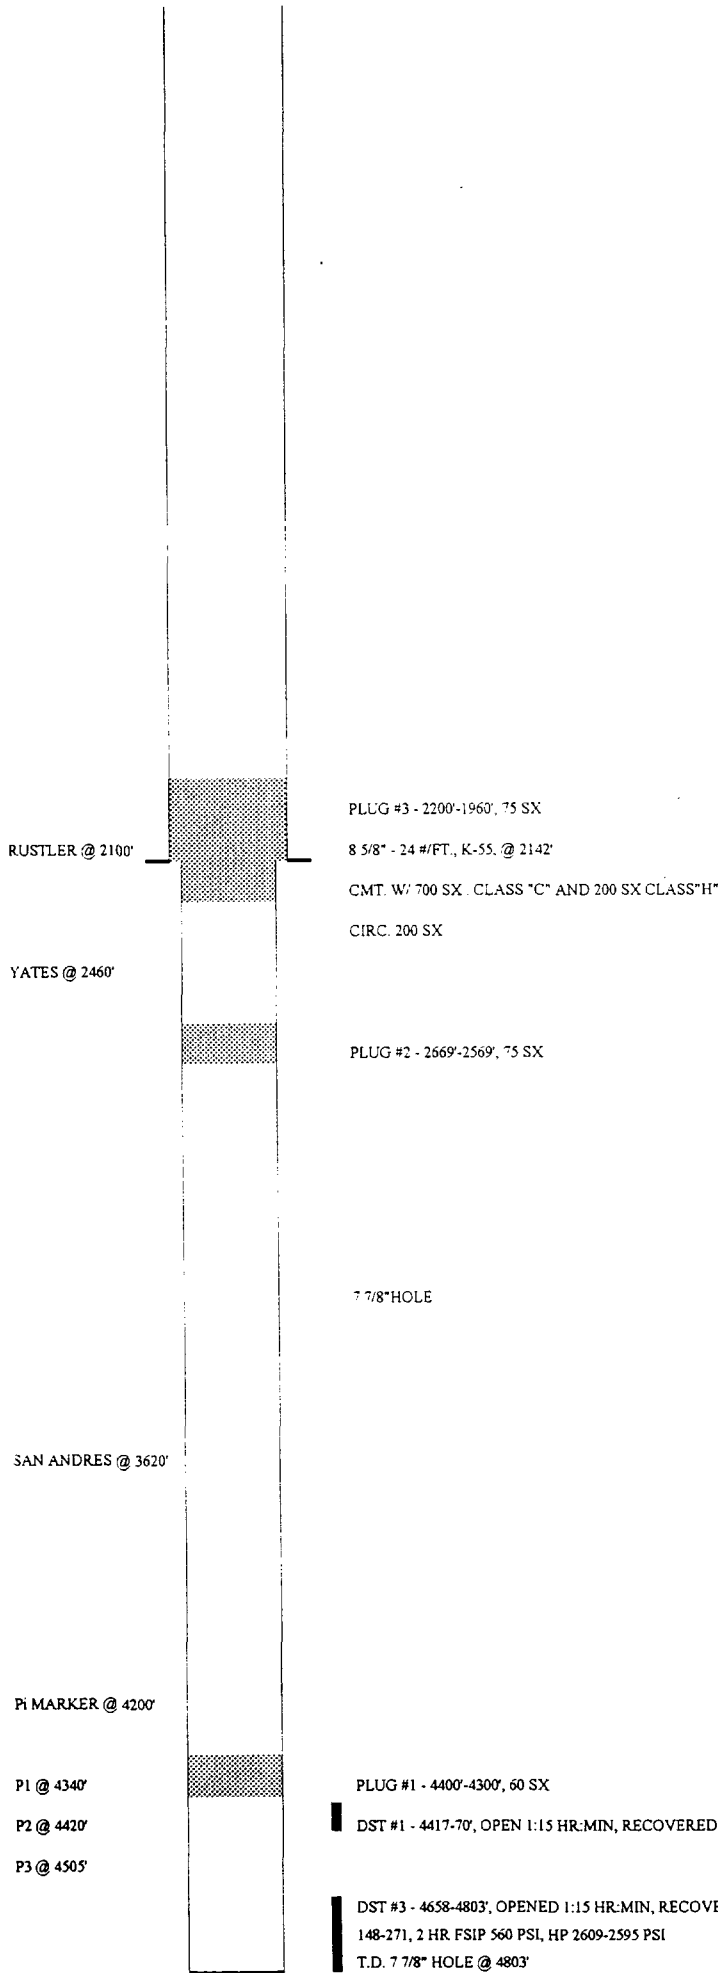 PLUG #3 - 2200'-1960', 75 SX
RUSTLER @ 2100'
8 5/8" - 24 #/FT., K-55, @ 2142'
CMT. W/ 700 SX . CLASS "C" AND 200 SX CLASS"H"
CIRC. 200 SX
YATES @ 2460'
PLUG #2 - 2669'-2569', 75 SX
7 7/8" HOLE
SAN ANDRES @ 3620'
Pi MARKER @ 4200'
P1 @ 4340'
PLUG #1 - 4400'-4300', 60 SX
P2 @ 4420'
DST #1 - 4417-70', OPEN 1:15 HR:MIN, RECOVERED
P3 @ 4505'
DST #3 - 4658-4803', OPENED 1:15 HR:MIN, RECOVE
148-271, 2 HR FSIP 560 PSI, HP 2609-2595 PSI
T.D. 7 7/8" HOLE @ 4803'